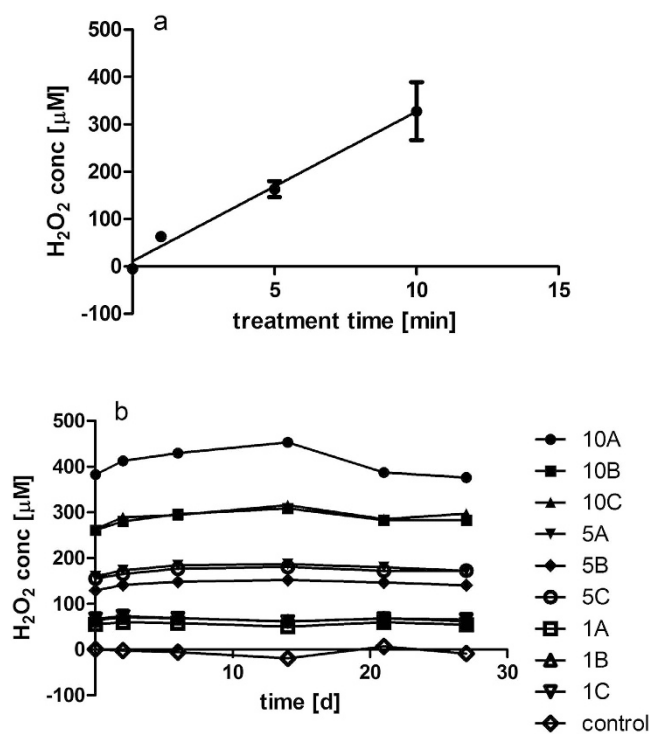 a
500
400
300
200
100
0
-100
H₂O₂ conc [μM]
5
10
15
treatment time [min]
b
500
400
300
200
100
0
-100
H₂O₂ conc [μM]
10
20
30
time [d]
10A
10B
10C
5A
5B
5C
1A
1B
1C
control